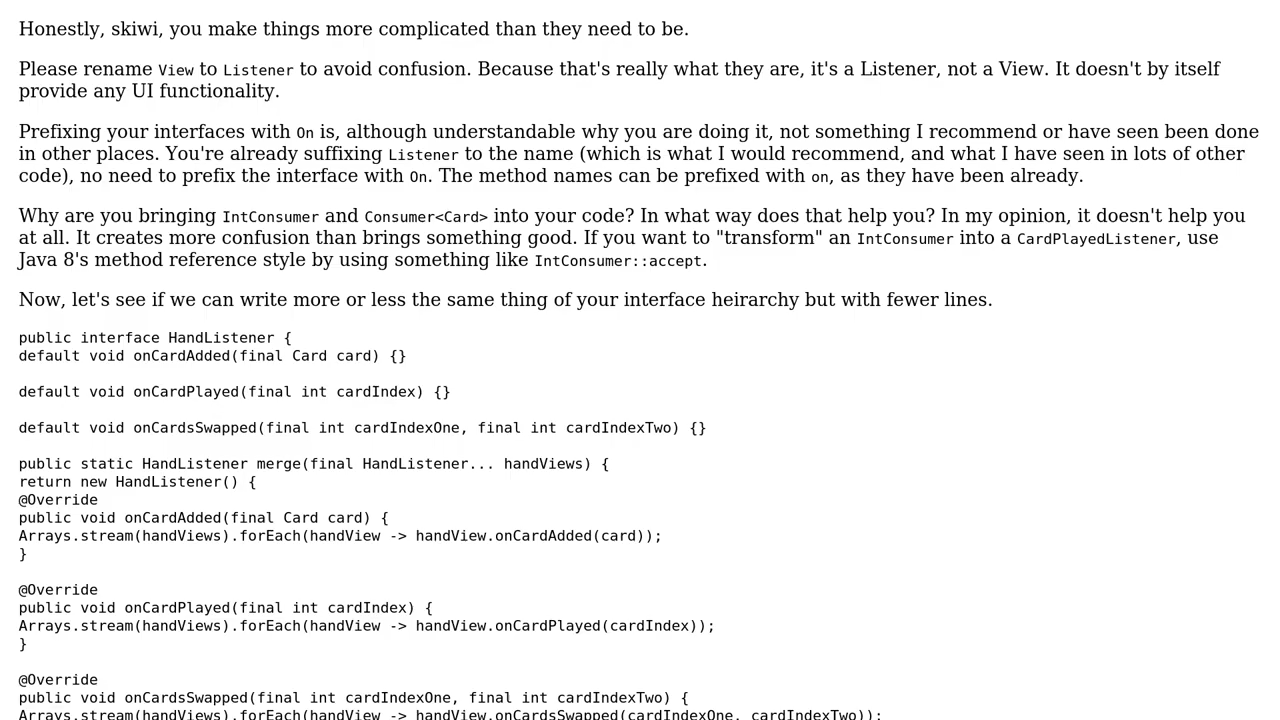 Honestly, skiwi, you make things more complicated than they need to be.
Please rename View to Listener to avoid confusion. Because that's really what they are, it's a Listener, not a View. It doesn't by itself
provide any UI functionality.
Prefixing your interfaces with On is, although understandable why you are doing it, not something I recommend or have seen been done
in other places. You're already suffixing Listener to the name (which is what I would recommend, and what I have seen in lots of other
code), no need to prefix the interface with On. The method names can be prefixed with on, as they have been already.
Why are you bringing IntConsumer and Consumer<Card> into your code? In what way does that help you? In my opinion, it doesn't help you
at all. It creates more confusion than brings something good. If you want to "transform" an IntConsumer into a CardPlayedListener, use
Java 8's method reference style by using something like IntConsumer::accept.
Now, let's see if we can write more or less the same thing of your interface heirarchy but with fewer lines.
public interface HandListener {
default void onCardAdded(final Card card) {}
default void onCardPlayed(final int cardIndex) {}
default void onCardsSwapped(final int cardIndexOne, final int cardIndexTwo) {}
public static HandListener merge(final HandListener... handViews) {
return new HandListener() {
@Override
public void onCardAdded(final Card card) {
Arrays.stream(handViews).forEach(handView -> handView.onCardAdded(card));
}
@Override
public void onCardPlayed(final int cardIndex) {
Arrays.stream(handViews).forEach(handView -> handView.onCardPlayed(cardIndex));
}
@Override
public void onCardsSwapped(final int cardIndexOne, final int cardIndexTwo) {
Arrays.stream(handViews).forEach(handView -> handView.onCardsSwapped(cardIndexOne, cardIndexTwo));